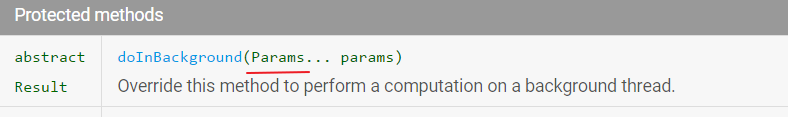 Protected methods
abstract doInBackground(Params... params)
Result Override this method to perform a computation on a background thread.